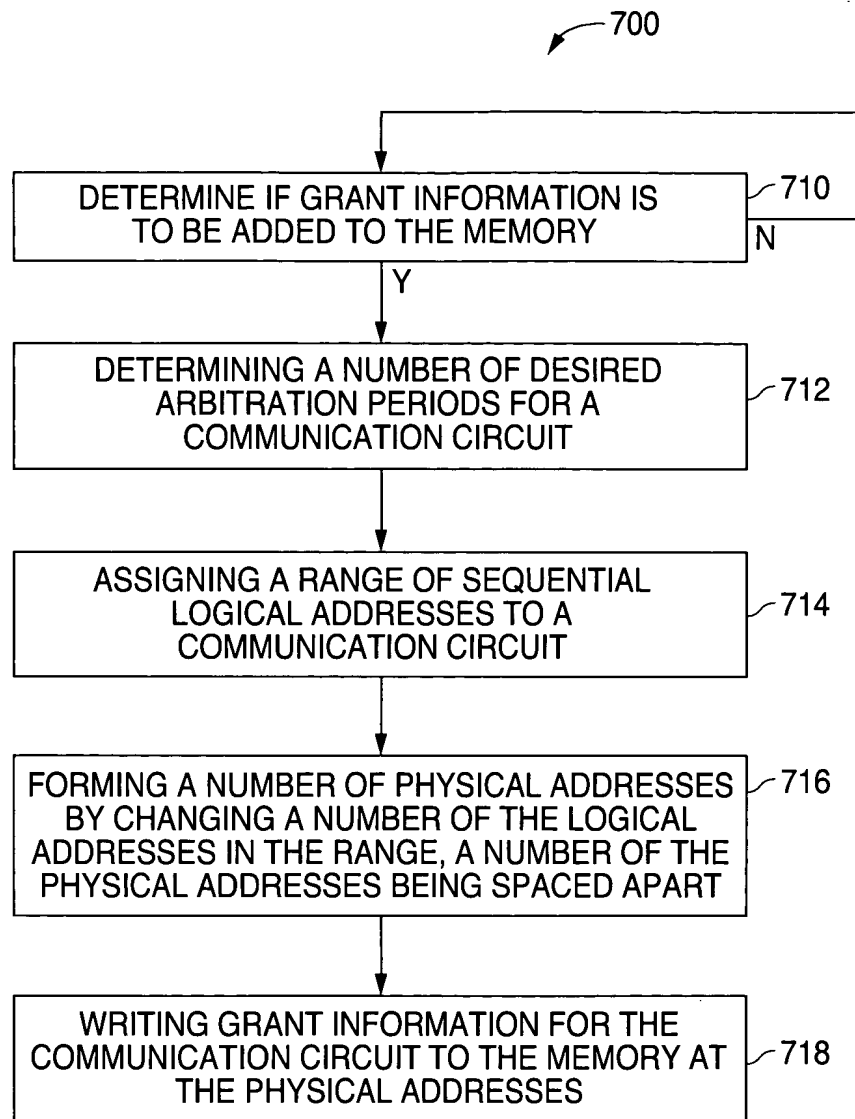 700
DETERMINE IF GRANT INFORMATION IS
TO BE ADDED TO THE MEMORY
710
N
Y
DETERMINING A NUMBER OF DESIRED
ARBITRATION PERIODS FOR A
COMMUNICATION CIRCUIT
712
ASSIGNING A RANGE OF SEQUENTIAL
LOGICAL ADDRESSES TO A
COMMUNICATION CIRCUIT
714
FORMING A NUMBER OF PHYSICAL ADDRESSES
BY CHANGING A NUMBER OF THE LOGICAL
ADDRESSES IN THE RANGE, A NUMBER OF THE
PHYSICAL ADDRESSES BEING SPACED APART
716
WRITING GRANT INFORMATION FOR THE
COMMUNICATION CIRCUIT TO THE MEMORY AT
THE PHYSICAL ADDRESSES
718